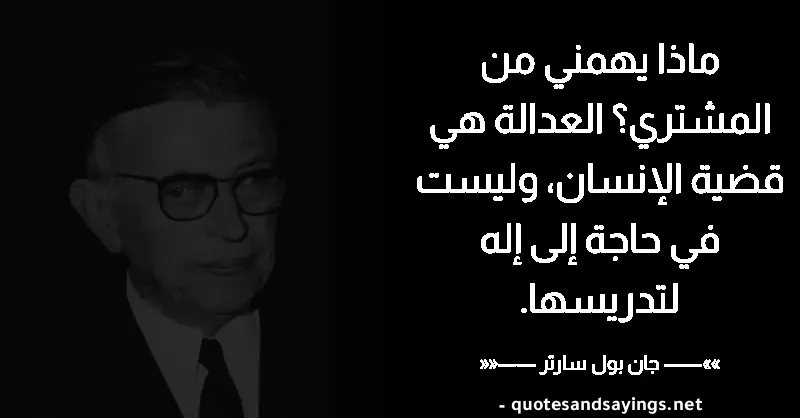 ماذا يهمني من
المشتري؟ العدالة هي
قضية الإنسان، وليست
في حاجة إلى إله
لتدريسها.
»»—— جان بول سارتر ——««
- quotesandsayings.net